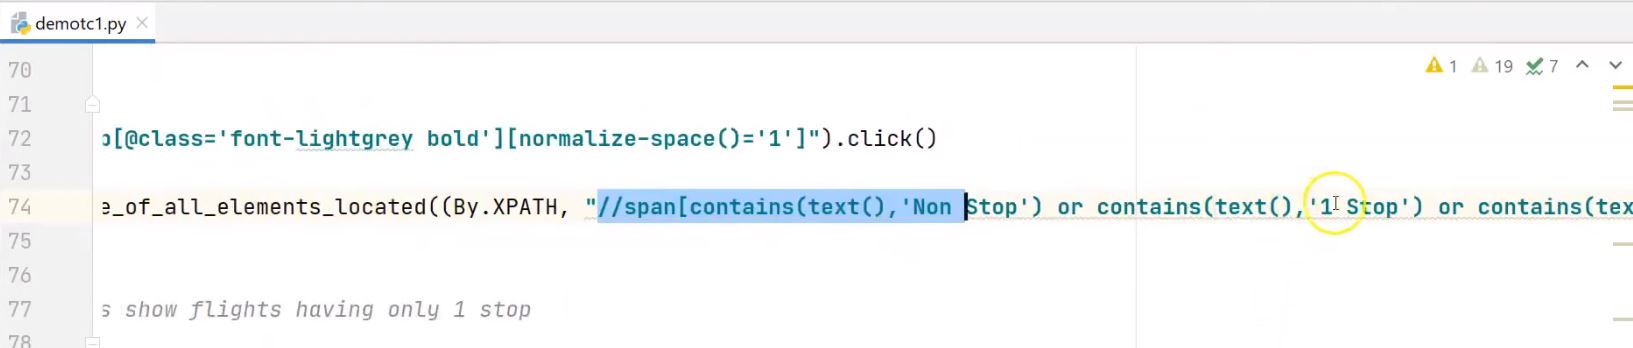 demotc1.py
1 19 7
70
71
72 p[@class='font-lightgrey bold'][normalize-space()='1']").click()
73
74 e_of_all_elements_located((By.XPATH, "//span[contains(text(),'Non Stop') or contains(text(),'1 Stop') or contains(tex
75
76
77 s show flights having only 1 stop
78